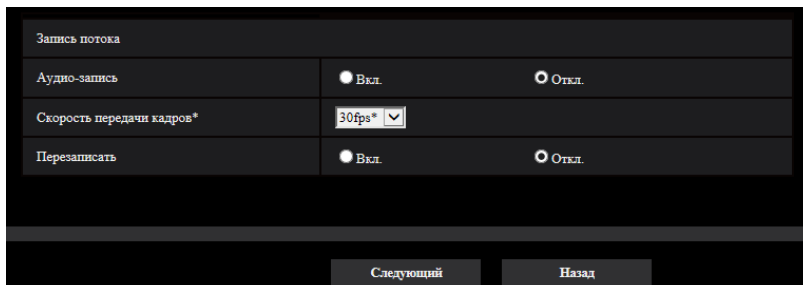 Запись потока
Аудио-запись Вкл. Откл.
Скорость передачи кадров* 30fps*
Перезаписать Вкл. Откл.
Следующий Назад